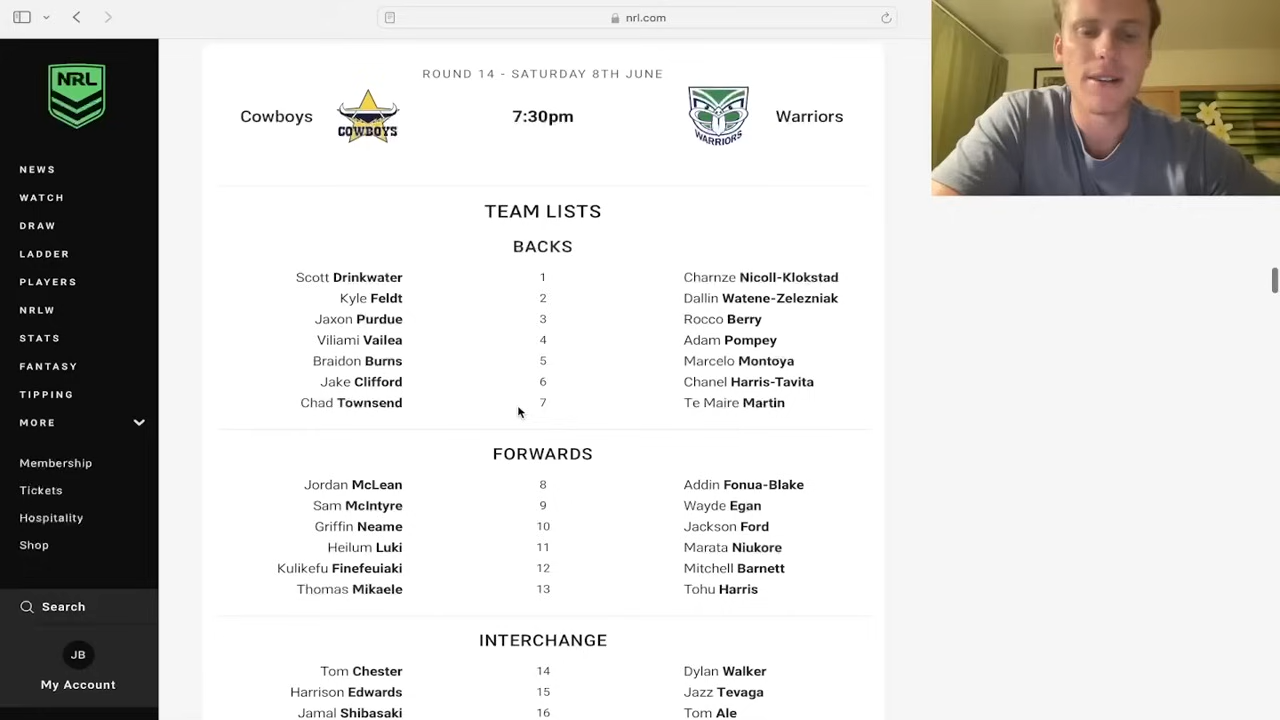 nrl.com
NRL
NEWS
WATCH
DRAW
LADDER
PLAYERS
NRLW
STATS
FANTASY
TIPPING
MORE
Membership
Tickets
Hospitality
Shop
Search
JB
My Account
ROUND 14 - SATURDAY 8TH JUNE
Cowboys COWBOYS 7:30pm WARRIORS Warriors
TEAM LISTS
BACKS
Scott Drinkwater 1 Charnze Nicoll-Klokstad
Kyle Feldt 2 Dallin Watene-Zelezniak
Jaxon Purdue 3 Rocco Berry
Viliami Vailea 4 Adam Pompey
Braidon Burns 5 Marcelo Montoya
Jake Clifford 6 Chanel Harris-Tavita
Chad Townsend 7 Te Maire Martin
FORWARDS
Jordan McLean 8 Addin Fonua-Blake
Sam McIntyre 9 Wayde Egan
Griffin Neame 10 Jackson Ford
Heilum Luki 11 Marata Niukore
Kulikefu Finefeuiaki 12 Mitchell Barnett
Thomas Mikaele 13 Tohu Harris
INTERCHANGE
Tom Chester 14 Dylan Walker
Harrison Edwards 15 Jazz Tevaga
Jamal Shibasaki 16 Tom Ale